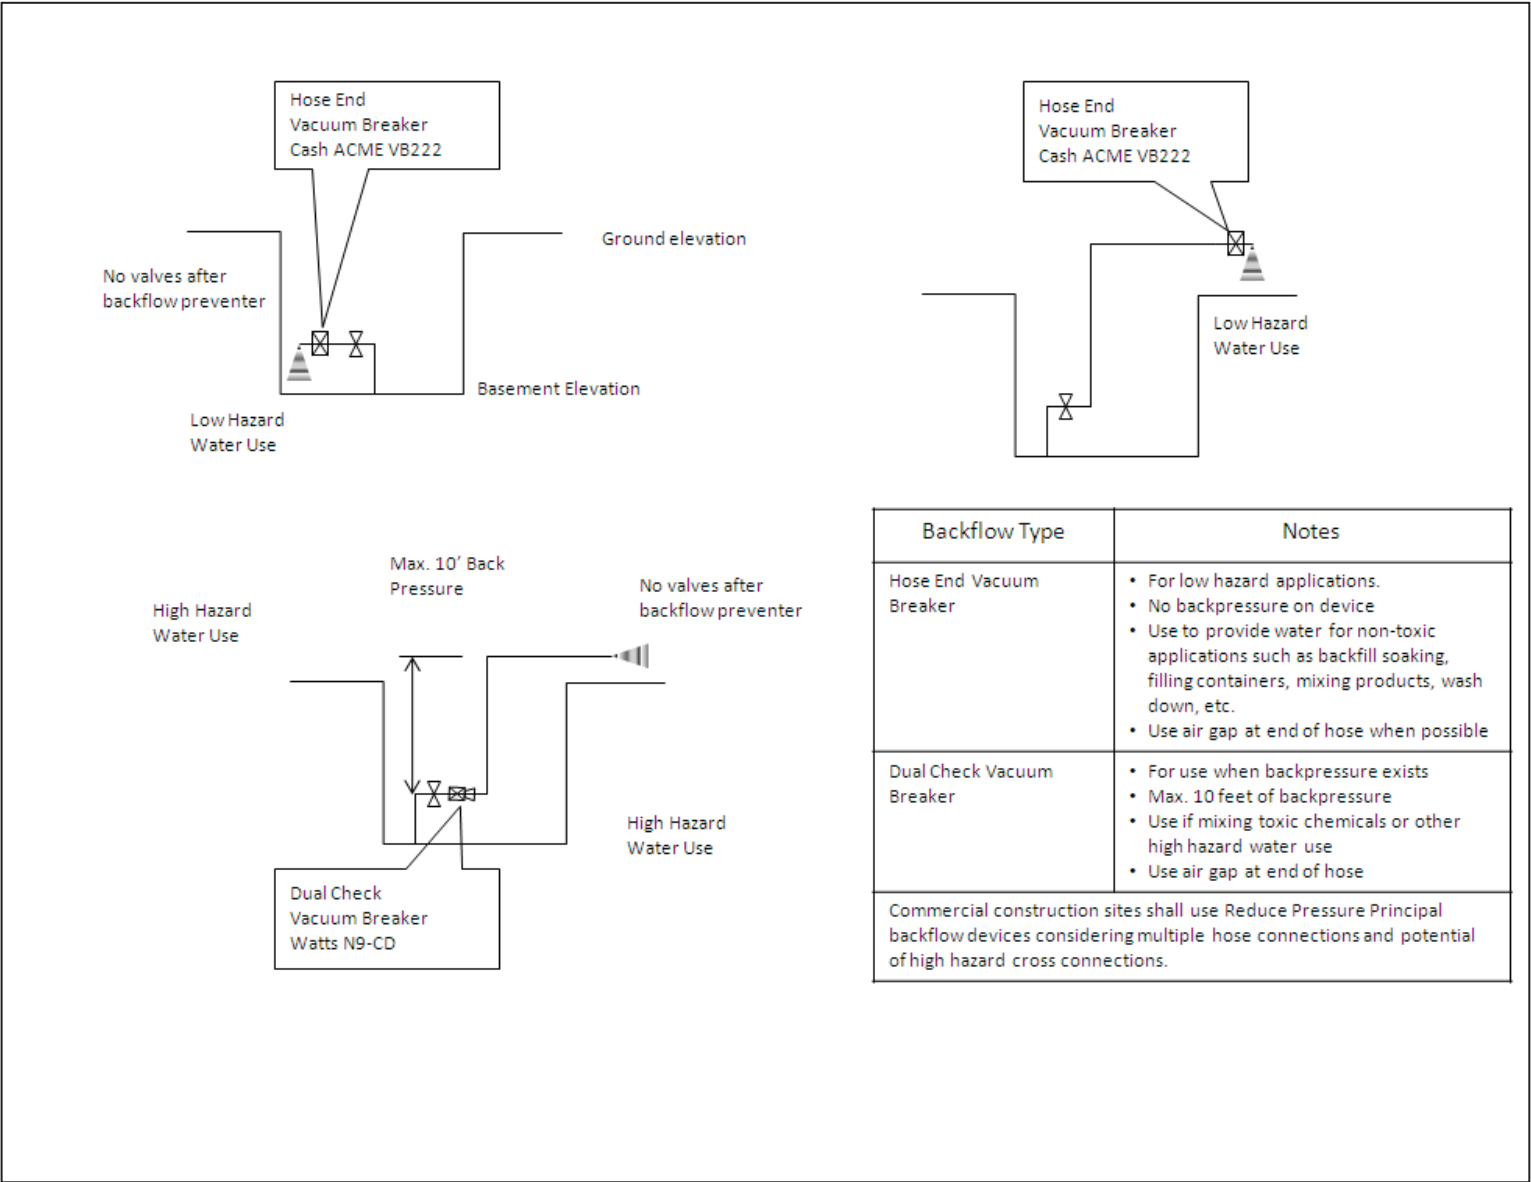 Hose End
Vacuum Breaker
Cash ACME VB222
Ground elevation
No valves after
backflow preventer
Basement Elevation
Low Hazard
Water Use
Hose End
Vacuum Breaker
Cash ACME VB222
Low Hazard
Water Use
Max. 10’ Back
Pressure
No valves after
backflow preventer
High Hazard
Water Use
High Hazard
Water Use
Dual Check
Vacuum Breaker
Watts N9-CD
Backflow Type
Notes
Hose End Vacuum
Breaker
• For low hazard applications.
• No backpressure on device
• Use to provide water for non-toxic
applications such as backfill soaking,
filling containers, mixing products, wash
down, etc.
• Use air gap at end of hose when possible
Dual Check Vacuum
Breaker
• For use when backpressure exists
• Max. 10 feet of backpressure
• Use if mixing toxic chemicals or other
high hazard water use
• Use air gap at end of hose
Commercial construction sites shall use Reduce Pressure Principal
backflow devices considering multiple hose connections and potential
of high hazard cross connections.